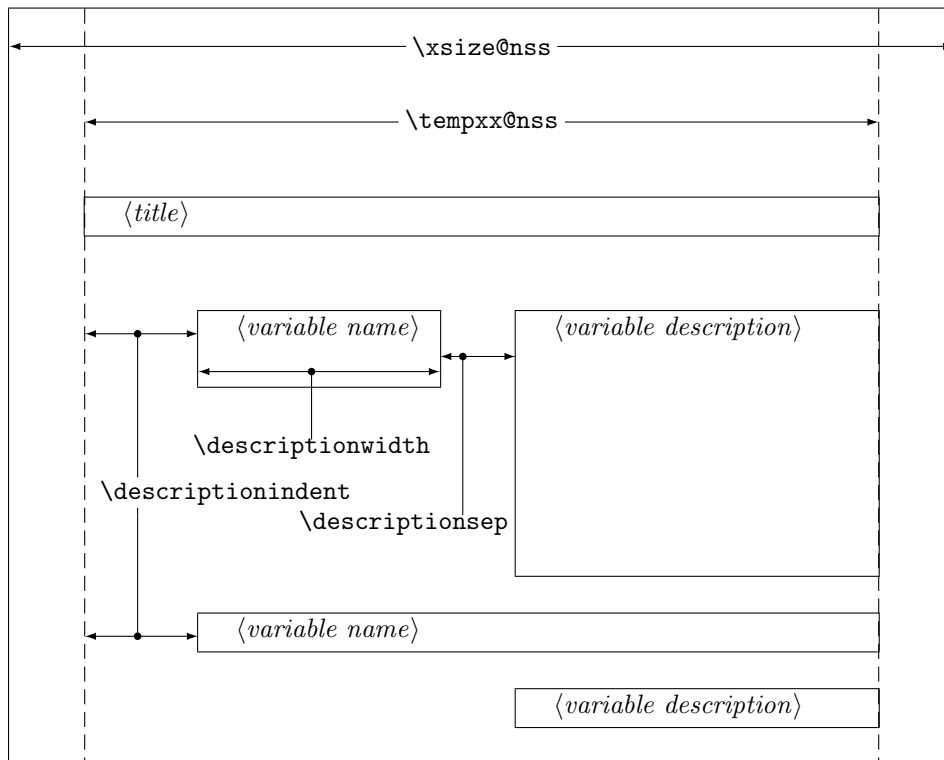 \xsize@nss
\tempxx@nss
⟨title⟩
⟨variable name⟩ ⟨variable description⟩
\descriptionwidth
\descriptionindent
\descriptionsep
⟨variable name⟩
⟨variable description⟩